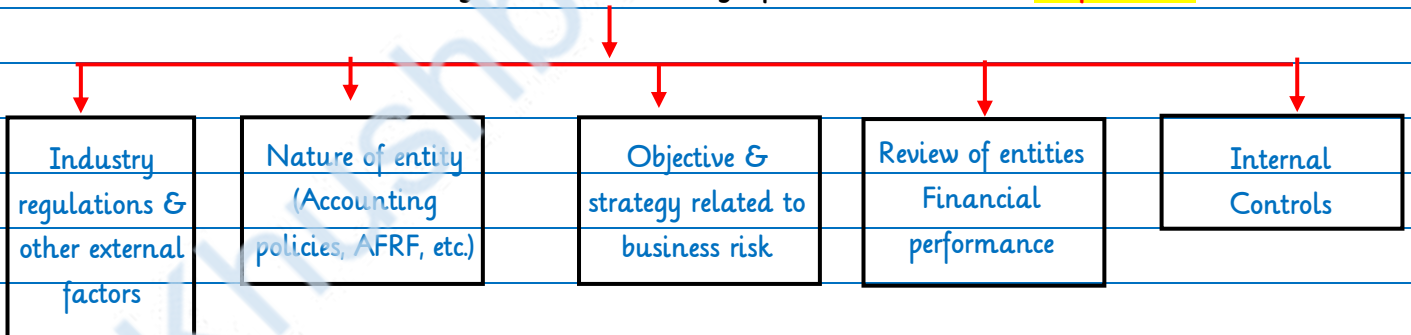 Industry
regulations &
other external
factors
Nature of entity
(Accounting
policies, AFRF, etc.)
Objective &
strategy related to
business risk
Review of entities
Financial
performance
Internal
Controls
Khushb